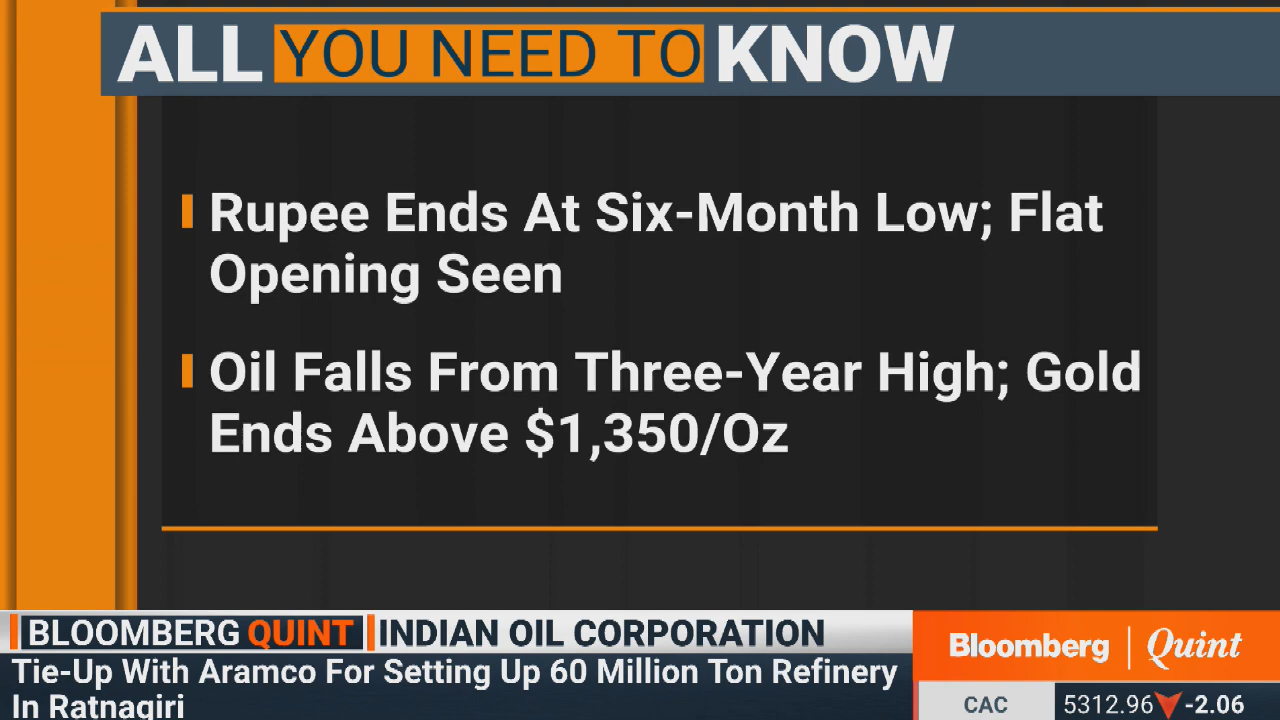 ALL YOU NEED TO KNOW
Rupee Ends At Six-Month Low; Flat
Opening Seen
Oil Falls From Three-Year High; Gold
Ends Above $1,350/Oz
BLOOMBERG QUINT INDIAN OIL CORPORATION
Tie-Up With Aramco For Setting Up 60 Million Ton Refinery
In Ratnagiri
Bloomberg | Quint
CAC 5312.96 -2.06